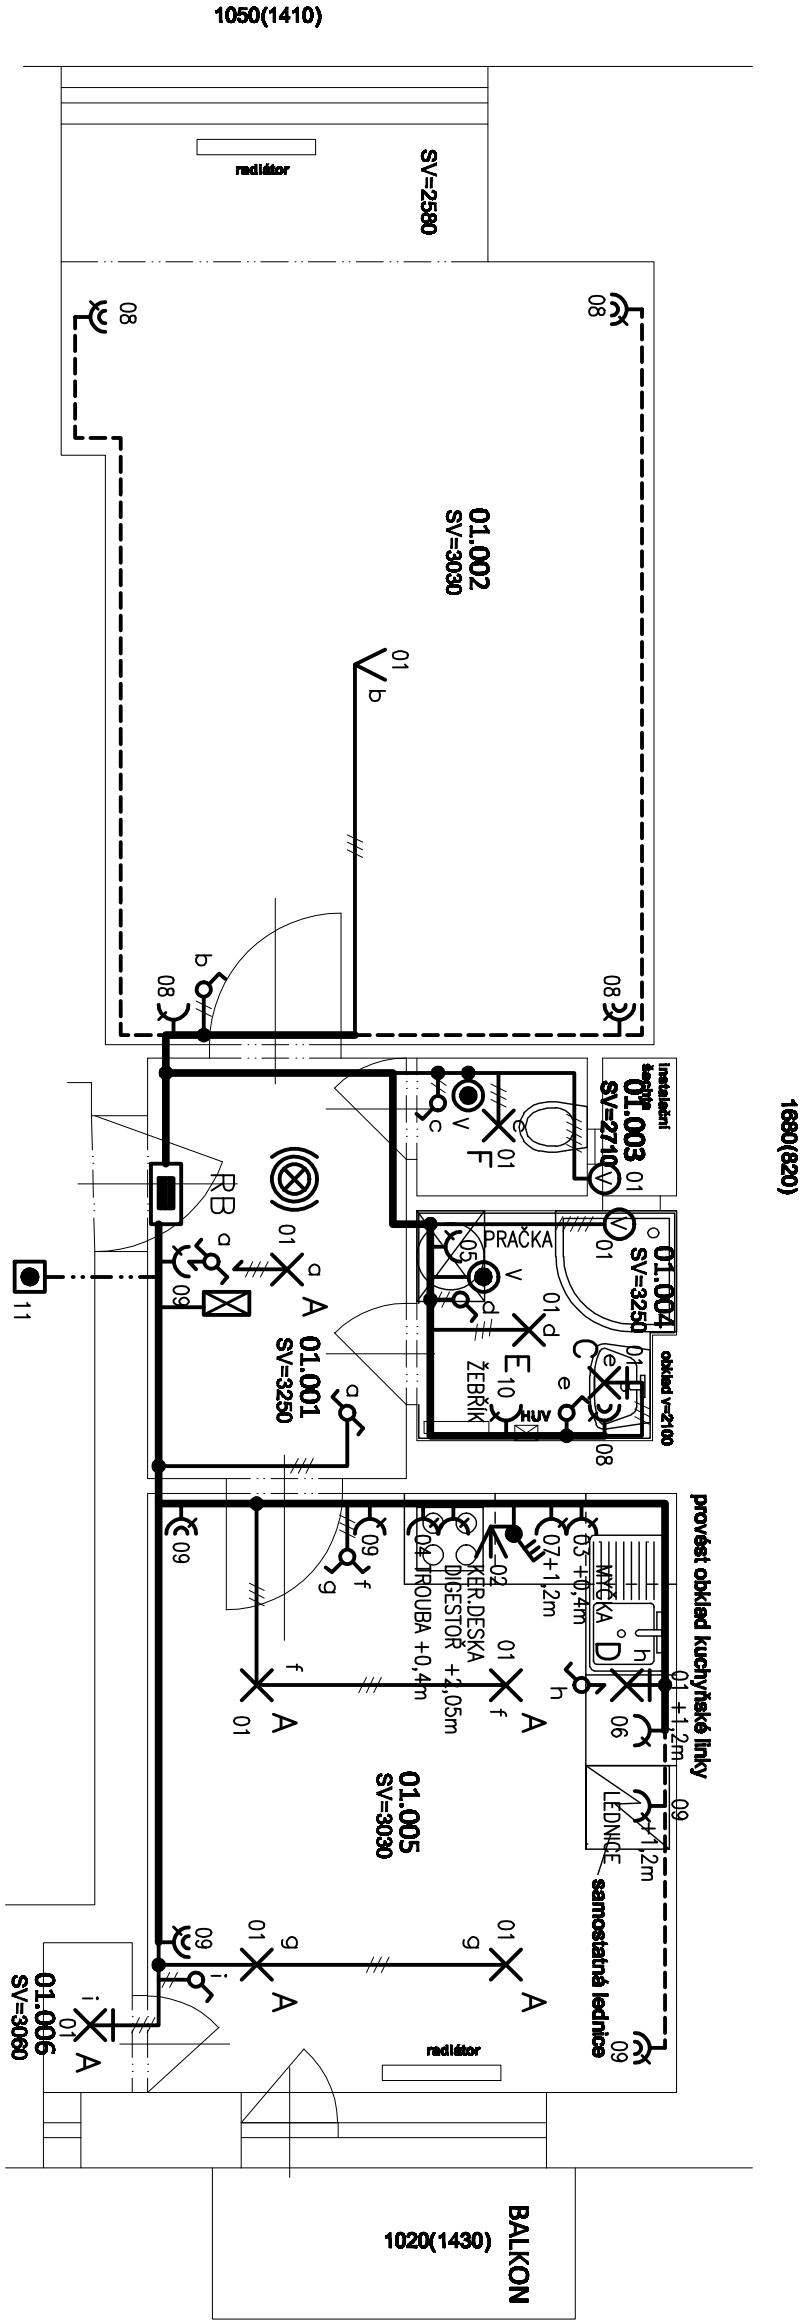 1050(1410)
radiátor
SV=2580
08
08
01.002
SV=3030
01
b
b
08
08
1680(820)
instalační
šachta
01.003
SV=2710
c
V
c
01
F
V
01
RB
a
09
01
a
A
11
01.001
SV=3250
a
V
01
05
PRAČKA
V
d
01
d
E
01.004
SV=3250
C
e
01
e
10
ŽEBŘÍK
HUV
08
obklad v=2100
provést obklad kuchyňské linky
09
g
f
09
04 TROUBA +0,4m
DIGESTOŘ +2,05m
KER.DESKA
02
07+1,2m
03 +0,4m
MYČKA
D
h
h
01 +1,2m
06
f
01
A
01
f
A
01.005
SV=3030
09
+1,2m
LEDNICE
samostatná lednice
09
09
i
01
g
A
01
g
A
i
01
A
01.006
SV=3060
radiátor
1020(1430)
BALKON